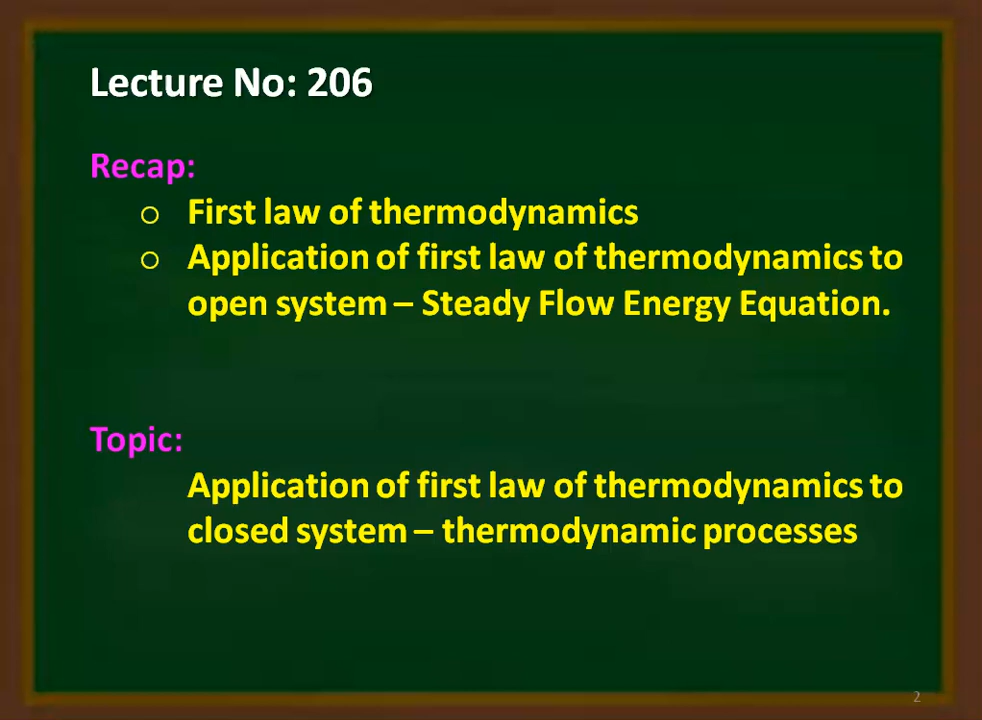 Lecture No: 206
Recap:
○ First law of thermodynamics
○ Application of first law of thermodynamics to
open system – Steady Flow Energy Equation.
Topic:
Application of first law of thermodynamics to
closed system – thermodynamic processes
2